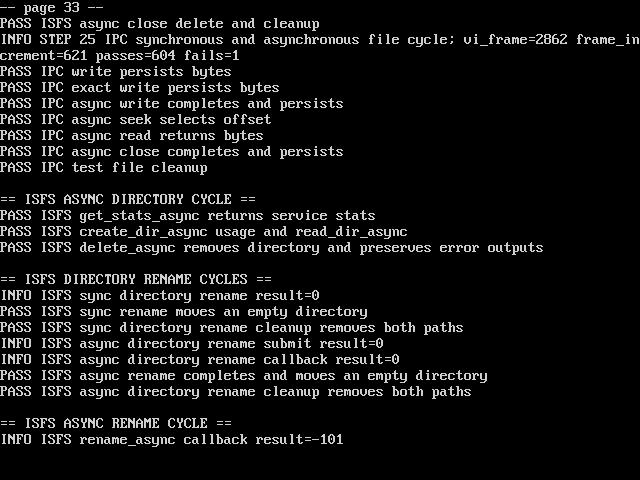 -- page 33 --
PASS ISFS async close delete and cleanup
INFO STEP 25 IPC synchronous and asynchronous file cycle; vi_frame=2862 frame_in
crement=621 passes=604 fails=1
PASS IPC write persists bytes
PASS IPC exact write persists bytes
PASS IPC async write completes and persists
PASS IPC async seek selects offset
PASS IPC async read returns bytes
PASS IPC async close completes and persists
PASS IPC test file cleanup
== ISFS ASYNC DIRECTORY CYCLE ==
PASS ISFS get_stats_async returns service stats
PASS ISFS create_dir_async usage and read_dir_async
PASS ISFS delete_async removes directory and preserves error outputs
== ISFS DIRECTORY RENAME CYCLES ==
INFO ISFS sync directory rename result=0
PASS ISFS sync rename moves an empty directory
PASS ISFS sync directory rename cleanup removes both paths
INFO ISFS async directory rename submit result=0
INFO ISFS async directory rename callback result=0
PASS ISFS async rename completes and moves an empty directory
PASS ISFS async directory rename cleanup removes both paths
== ISFS ASYNC RENAME CYCLE ==
INFO ISFS rename_async callback result=-101